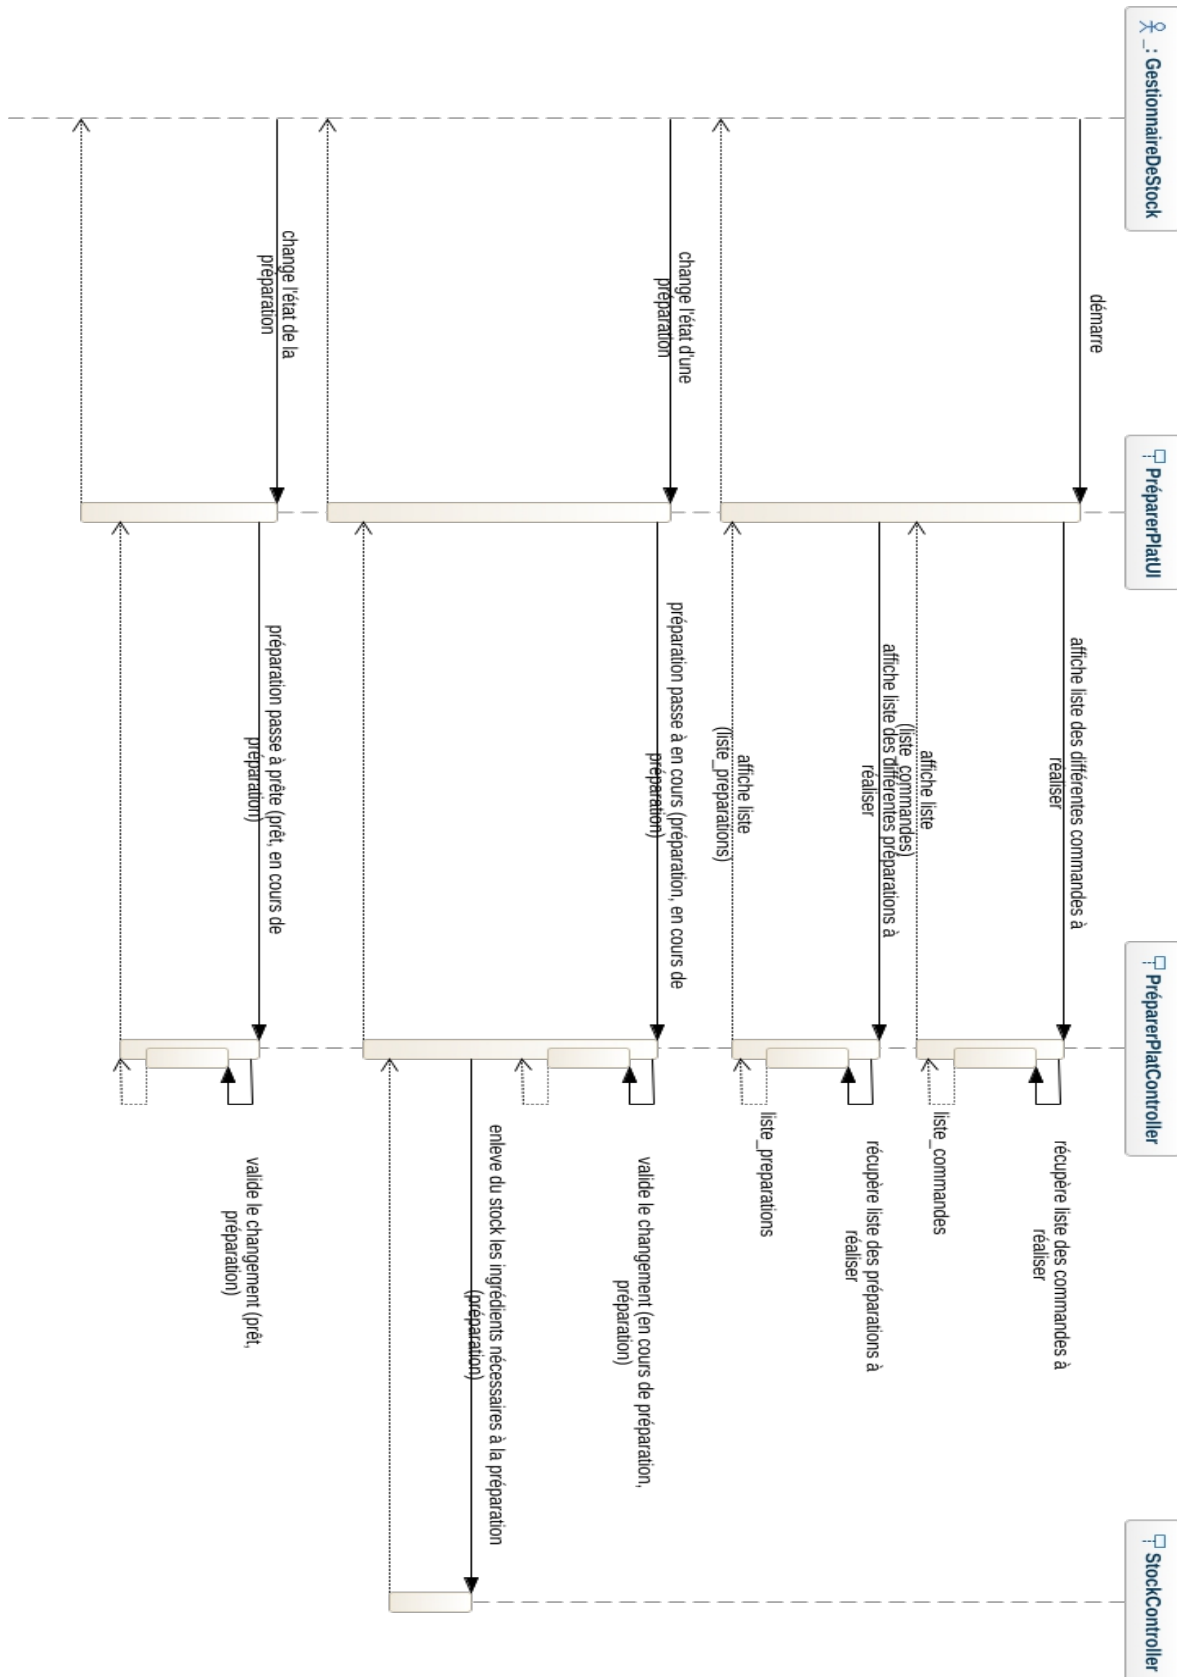 _: GestionnaireDeStock
PréparerPlatUI
PréparerPlatController
StockController
démarre
affiche liste des différentes commandes à
réaliser
récupère liste des commandes à
réaliser
liste_commandes
affiche liste
(liste_commandes)
affiche liste des différentes préparations à
réaliser
récupère liste des préparations à
réaliser
liste_preparations
affiche liste
(liste_preparations)
change l'état d'une
préparation
préparation passe à en cours (préparation, en cours de
préparation)
valide le changement (en cours de préparation,
préparation)
enleve du stock les ingrédients nécessaires à la préparation
(préparation)
change l'état de la
préparation
préparation passe à prête (prêt, en cours de
préparation)
valide le changement (prêt,
préparation)